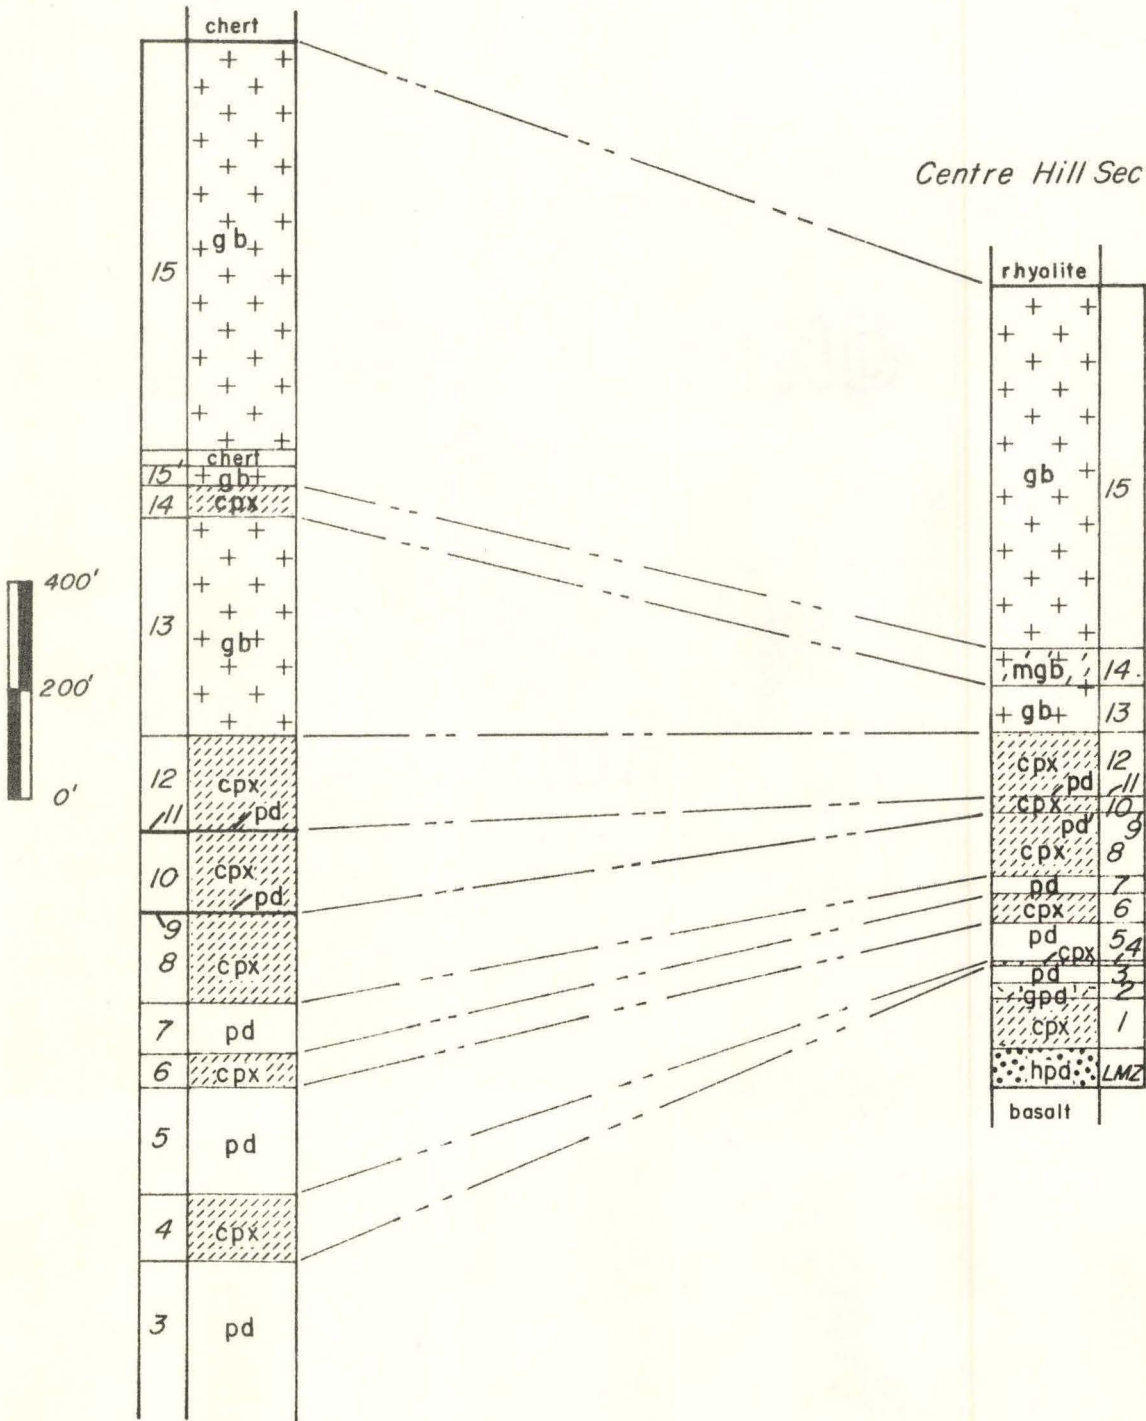 chert
gb
15
chert
15' gb
14 cpx
13
gb
400'
200'
0'
12
cpx
11 pd
10
cpx
pd
9
8 cpx
7 pd
6 cpx
5 pd
4 cpx
3 pd
Centre Hill Sec
rhyolite
gb 15
mgb 14
gb 13
cpx 12
pd 11
cpx 10
pd 9
cpx 8
pd 7
cpx 6
pd 5
cpx 4
pd 3
gpd 2
cpx 1
hpd LMZ
basalt